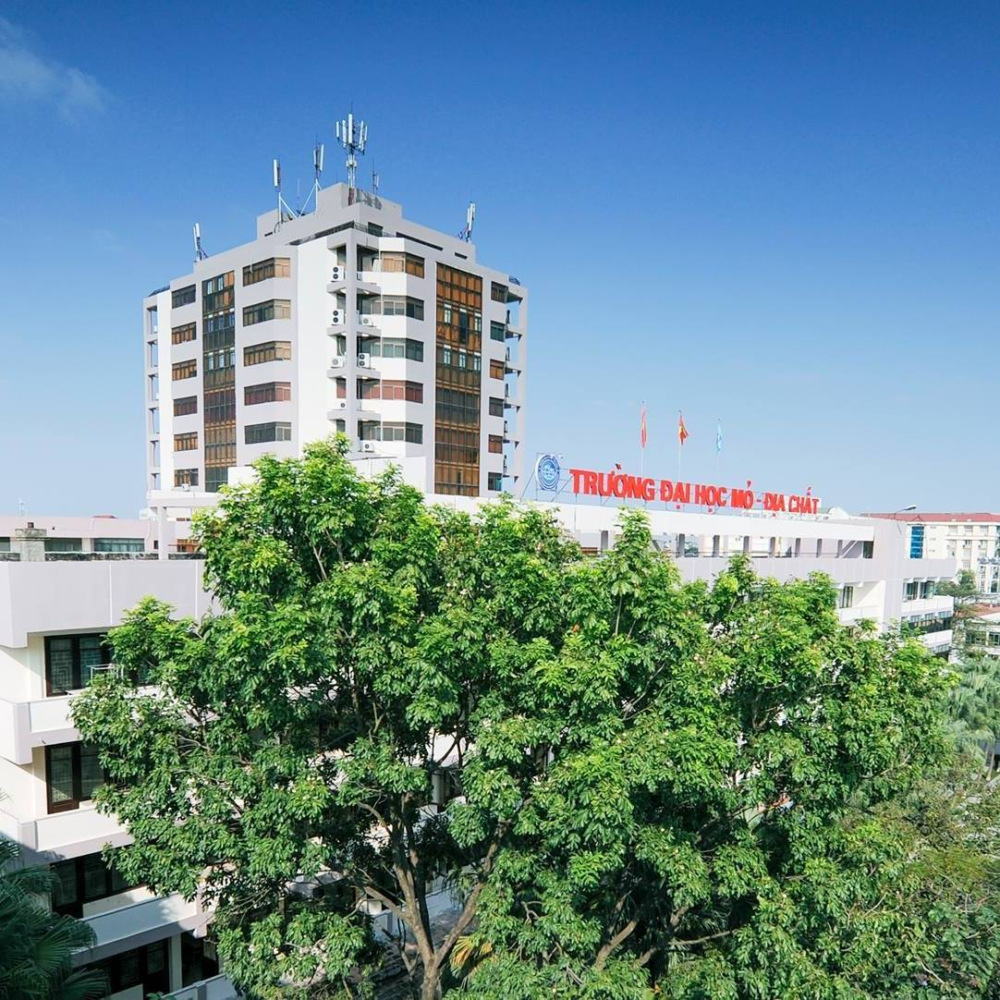 TRƯỜNG ĐẠI HỌC MỎ - ĐỊA CHẤT